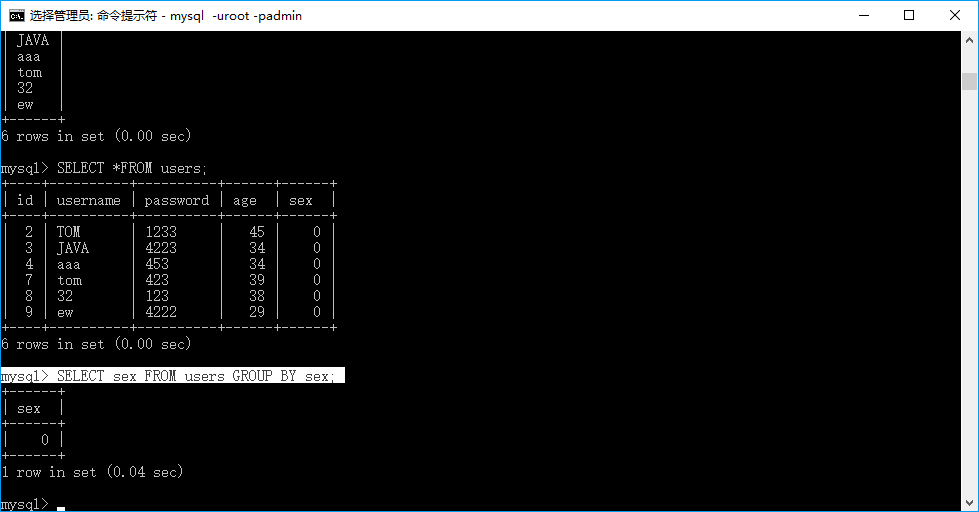 选择管理员: 命令提示符 - mysql  -uroot -padmin
| JAVA |
| aaa  |
| tom  |
| 32   |
| ew   |
+------+
6 rows in set (0.00 sec)
mysql> SELECT *FROM users;
+----+----------+----------+------+------+
| id | username | password | age  | sex  |
+----+----------+----------+------+------+
|  2 | TOM      | 1233     |   45 |    0 |
|  3 | JAVA     | 4223     |   34 |    0 |
|  4 | aaa      | 453      |   34 |    0 |
|  7 | tom      | 423      |   39 |    0 |
|  8 | 32       | 123      |   38 |    0 |
|  9 | ew       | 4222     |   29 |    0 |
+----+----------+----------+------+------+
6 rows in set (0.00 sec)
mysql> SELECT sex FROM users GROUP BY sex;
+------+
| sex  |
+------+
|    0 |
+------+
1 row in set (0.04 sec)
mysql>